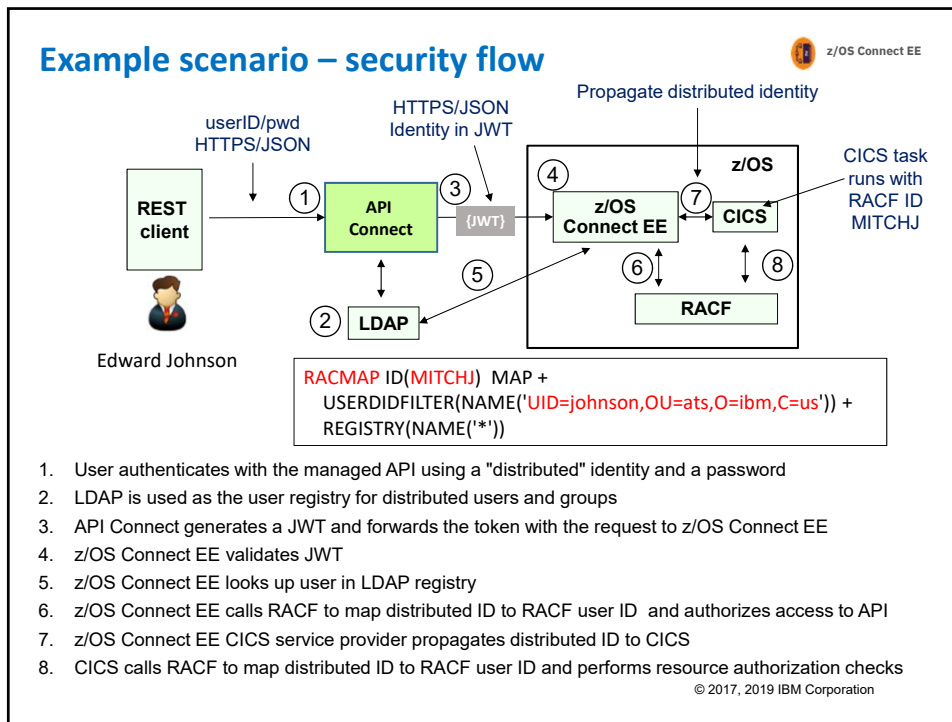 Example scenario – security flow
z/OS Connect EE
Propagate distributed identity
HTTPS/JSON
Identity in JWT
userID/pwd
HTTPS/JSON
z/OS
CICS task
runs with
RACF ID
MITCHJ
1
3
4
REST
client
API
Connect
{JWT}
z/OS
Connect EE
7
CICS
5
6
8
2
LDAP
RACF
Edward Johnson
RACMAP ID(MITCHJ) MAP +
USERDIDFILTER(NAME('UID=johnson,OU=ats,O=ibm,C=us')) +
REGISTRY(NAME('*'))
1. User authenticates with the managed API using a "distributed" identity and a password
2. LDAP is used as the user registry for distributed users and groups
3. API Connect generates a JWT and forwards the token with the request to z/OS Connect EE
4. z/OS Connect EE validates JWT
5. z/OS Connect EE looks up user in LDAP registry
6. z/OS Connect EE calls RACF to map distributed ID to RACF user ID and authorizes access to API
7. z/OS Connect EE CICS service provider propagates distributed ID to CICS
8. CICS calls RACF to map distributed ID to RACF user ID and performs resource authorization checks
© 2017, 2019 IBM Corporation